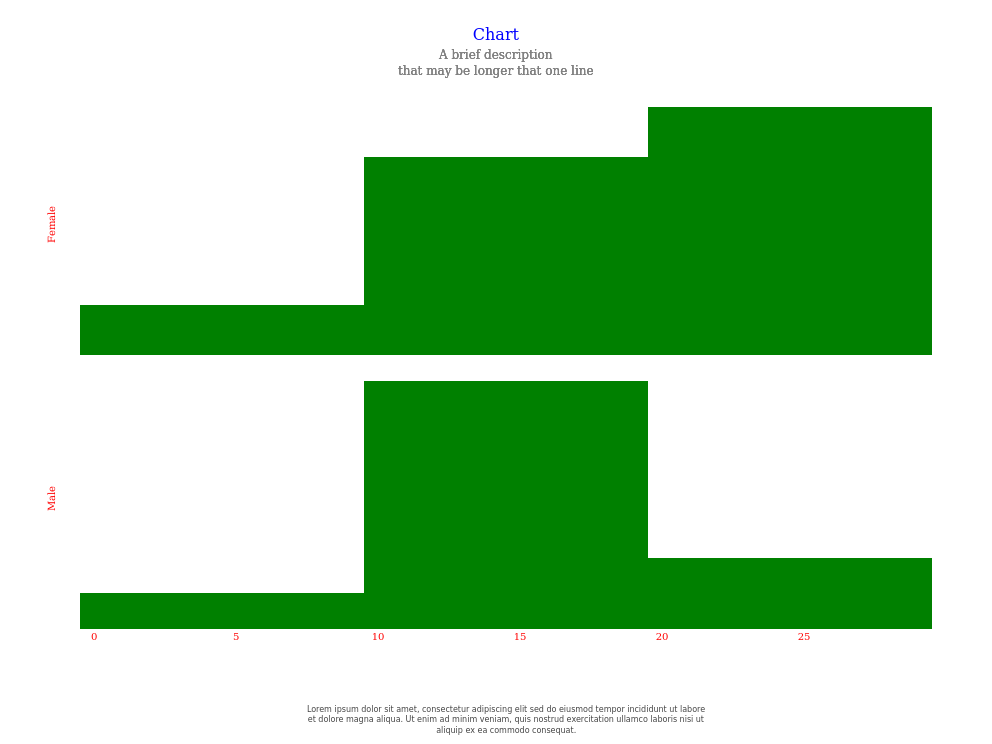 Chart
A brief description
that may be longer that one line
Female
Male
0 5 10 15 20 25
Lorem ipsum dolor sit amet, consectetur adipiscing elit sed do eiusmod tempor incididunt ut labore
et dolore magna aliqua. Ut enim ad minim veniam, quis nostrud exercitation ullamco laboris nisi ut
aliquip ex ea commodo consequat.